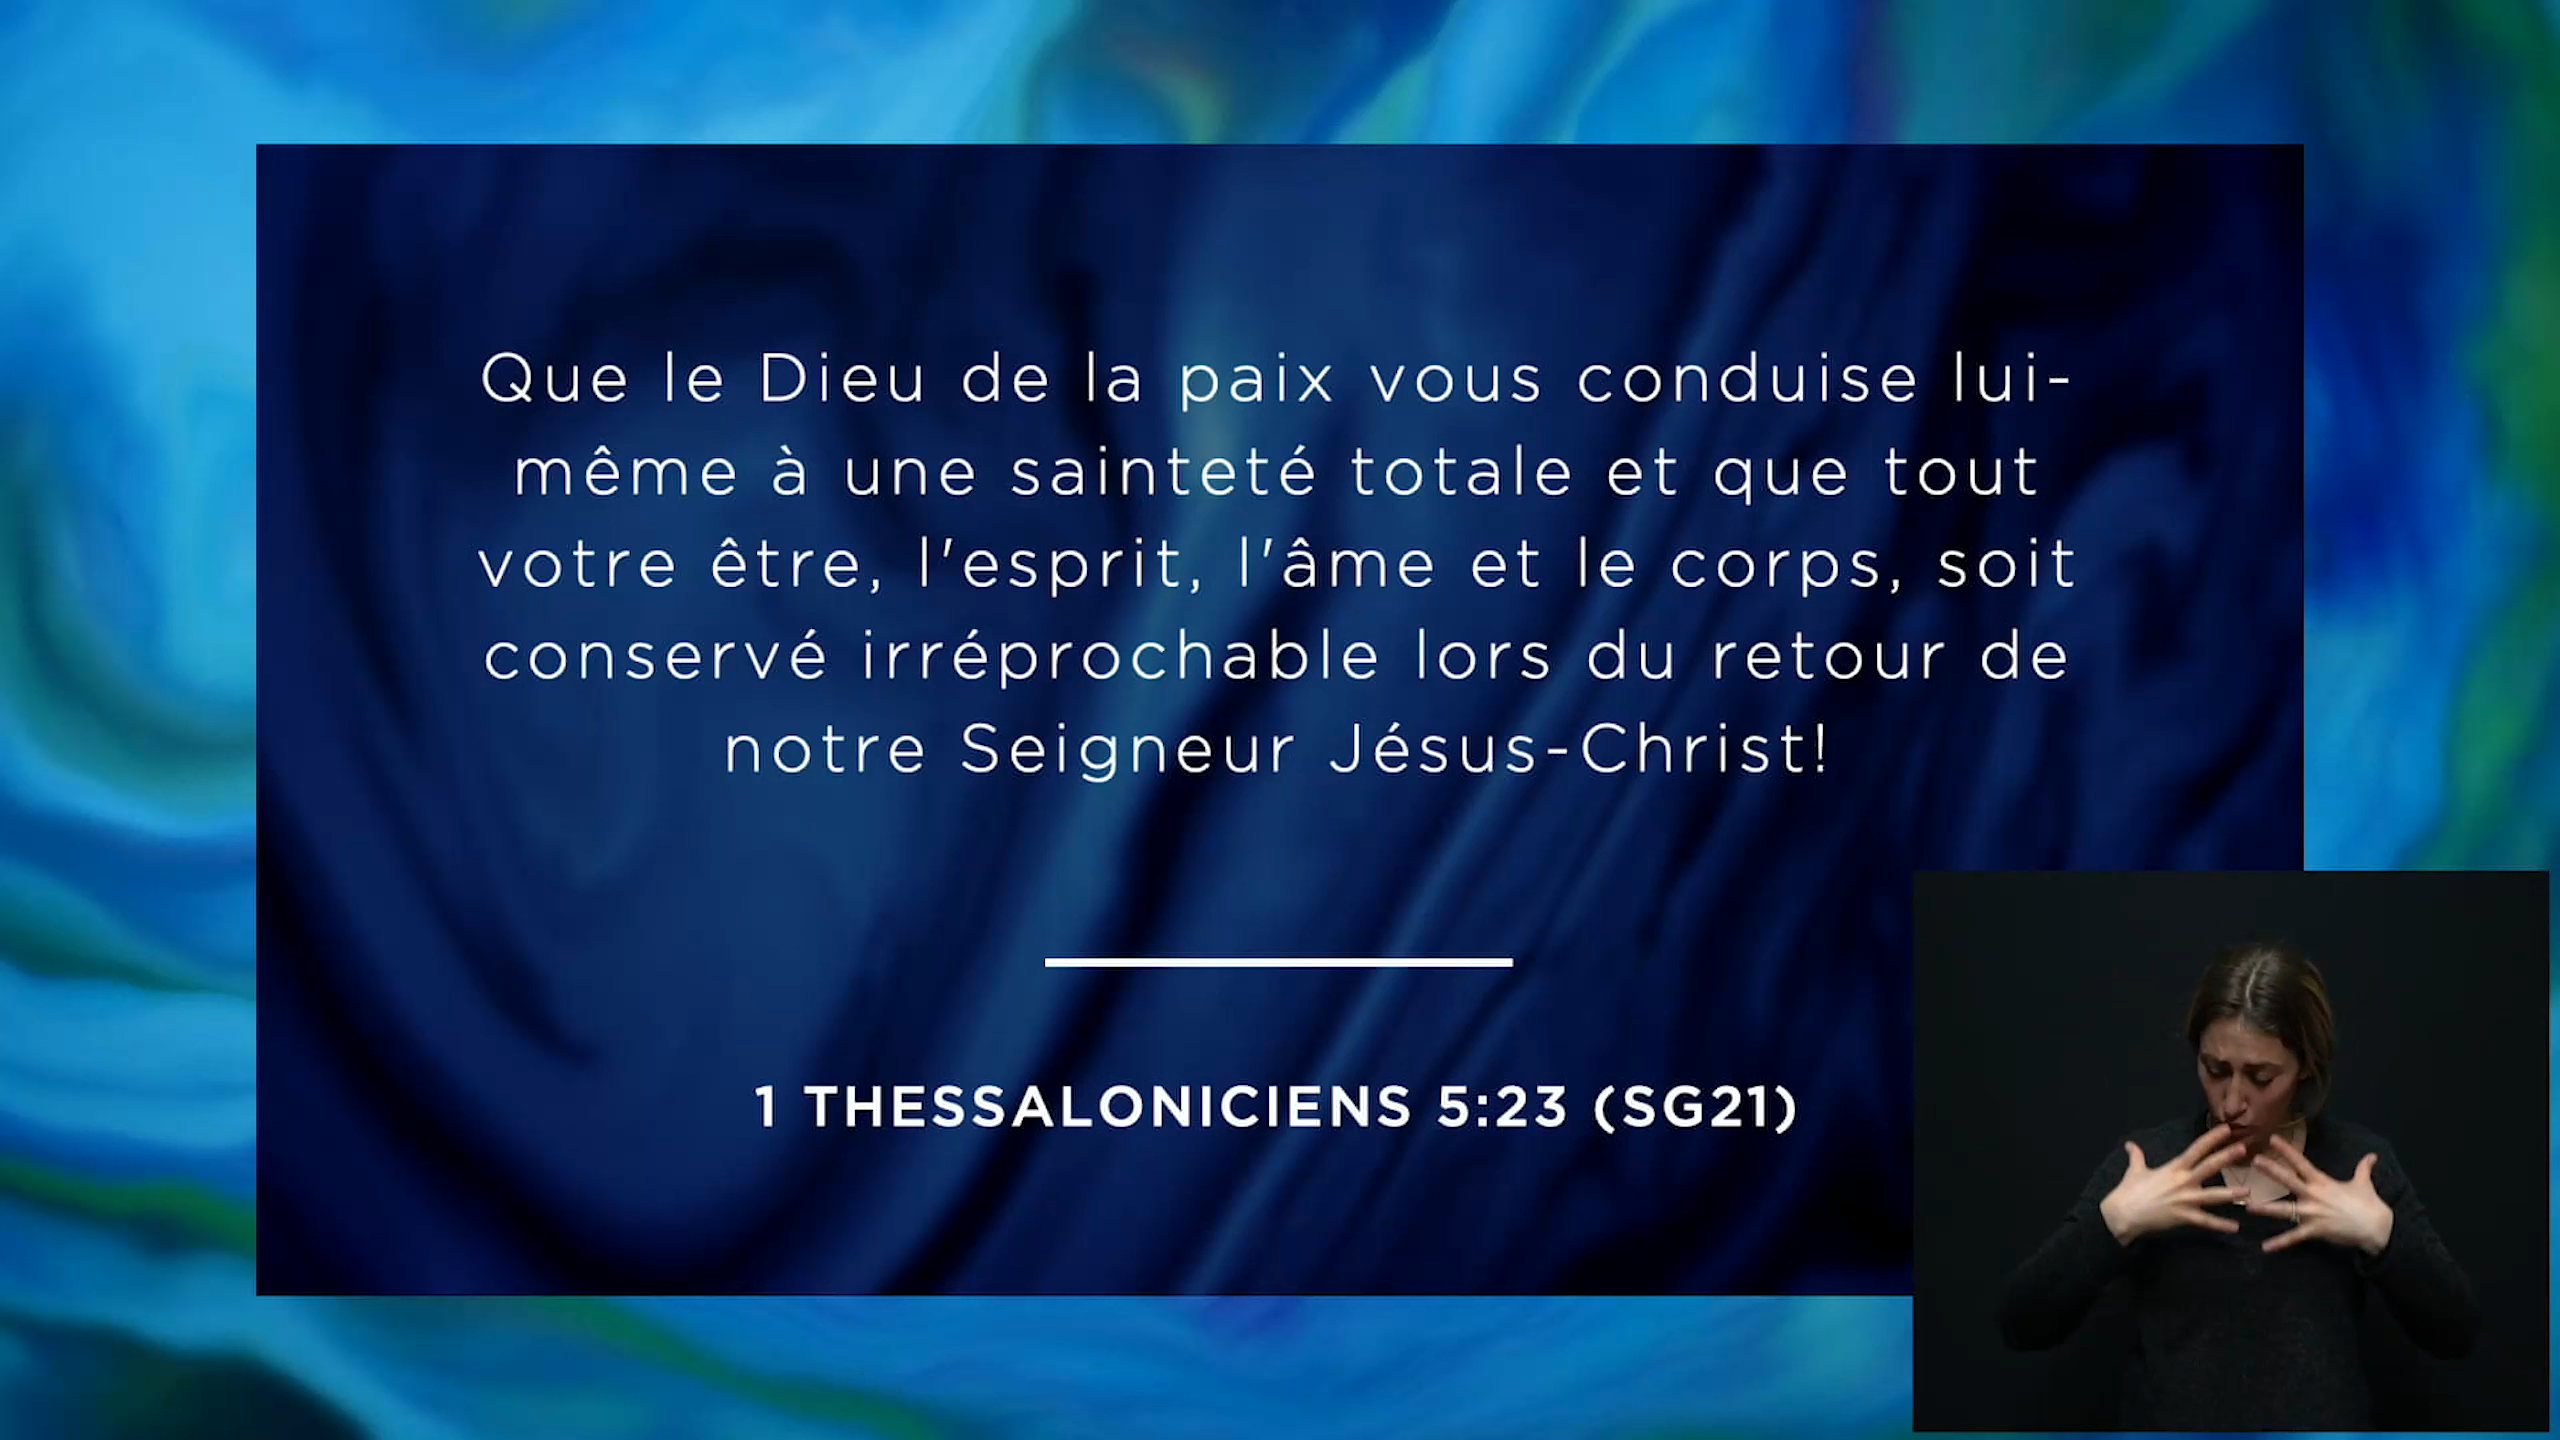 Que le Dieu de la paix vous conduise lui-
même à une sainteté totale et que tout
votre être, l'esprit, l'âme et le corps, soit
conservé irréprochable lors du retour de
notre Seigneur Jésus-Christ!
1 THESSALONICIENS 5:23 (SG21)